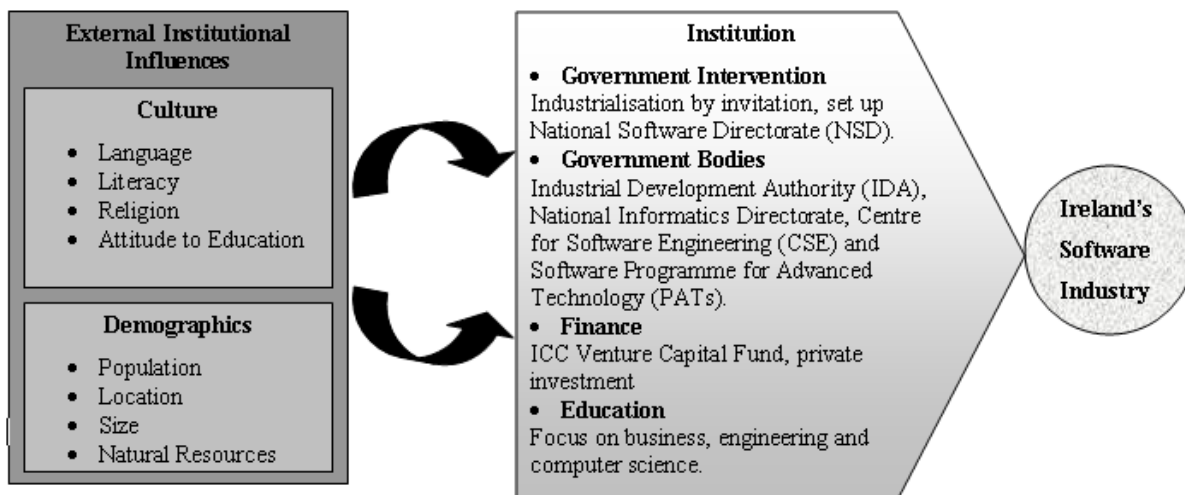 External Institutional
Influences
Culture
• Language
• Literacy
• Religion
• Attitude to Education
Demographics
• Population
• Location
• Size
• Natural Resources
Institution
• Government Intervention
Industrialisation by invitation, set up
National Software Directorate (NSD).
• Government Bodies
Industrial Development Authority (IDA),
National Informatics Directorate, Centre
for Software Engineering (CSE) and
Software Programme for Advanced
Technology (PATs).
• Finance
ICC Venture Capital Fund, private
investment
• Education
Focus on business, engineering and
computer science.
Ireland's
Software
Industry